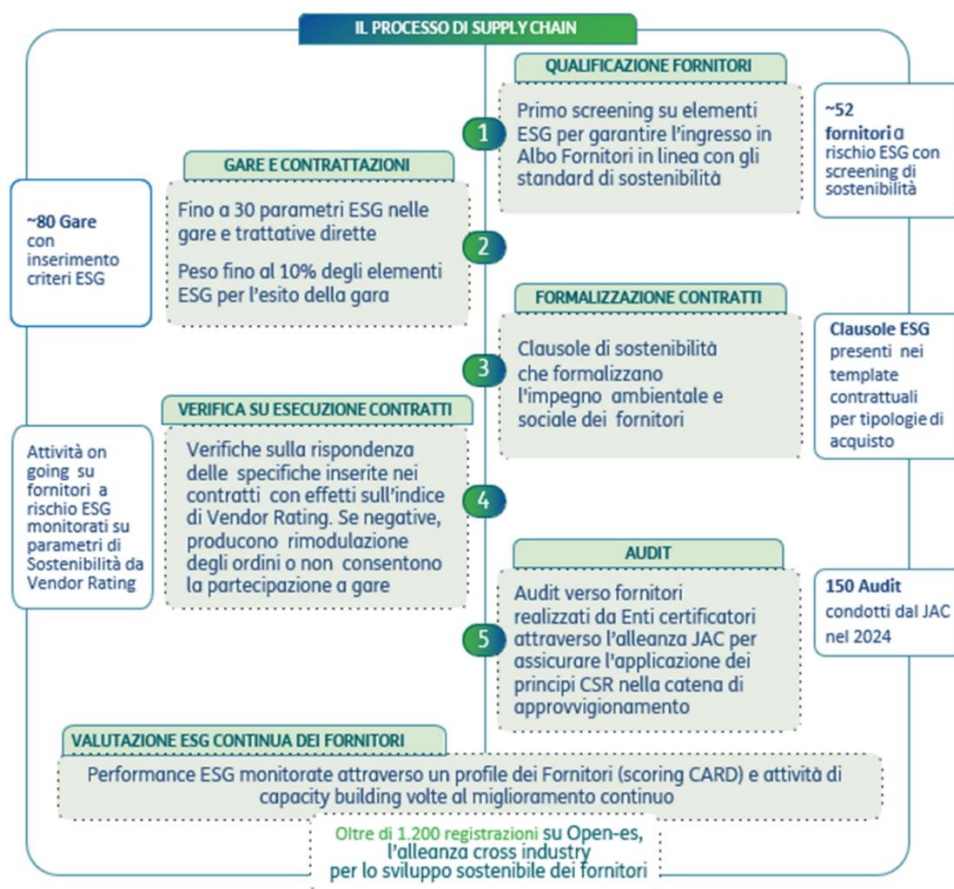 IL PROCESSO DI SUPPLY CHAIN
QUALIFICAZIONE FORNITORI
1
Primo screening su elementi
ESG per garantire l'ingresso in
Albo Fornitori in linea con gli
standard di sostenibilità
~52
fornitori a
rischio ESG con
screening di
sostenibilità
GARE E CONTRATTAZIONI
~80 Gare
con
inserimento
criteri ESG
Fino a 30 parametri ESG nelle
gare e trattative dirette
Peso fino al 10% degli elementi
ESG per l'esito della gara
2
FORMALIZZAZIONE CONTRATTI
3
Clausole di sostenibilità
che formalizzano
l'impegno ambientale e
sociale dei fornitori
Clausole ESG
presenti nei
template
contrattuali
per tipologie di
acquisto
VERIFICA SU ESECUZIONE CONTRATTI
Attività on
going su
fornitori a
rischio ESG
monitorati su
parametri di
Sostenibilità da
Vendor Rating
Verifiche sulla rispondenza
delle specifiche inserite nei
contratti con effetti sull'indice
di Vendor Rating. Se negative,
producono rimodulazione
degli ordini o non consentono
la partecipazione a gare
4
AUDIT
5
Audit verso fornitori
realizzati da Enti certificatori
attraverso l'alleanza JAC per
assicurare l'applicazione dei
principi CSR nella catena di
approvvigionamento
150 Audit
condotti dal JAC
nel 2024
VALUTAZIONE ESG CONTINUA DEI FORNITORI
Performance ESG monitorate attraverso un profile dei Fornitori (scoring CARD) e attività di
capacity building volte al miglioramento continuo
Oltre di 1.200 registrazioni su Open-es,
l'alleanza cross industry
per lo sviluppo sostenibile dei fornitori